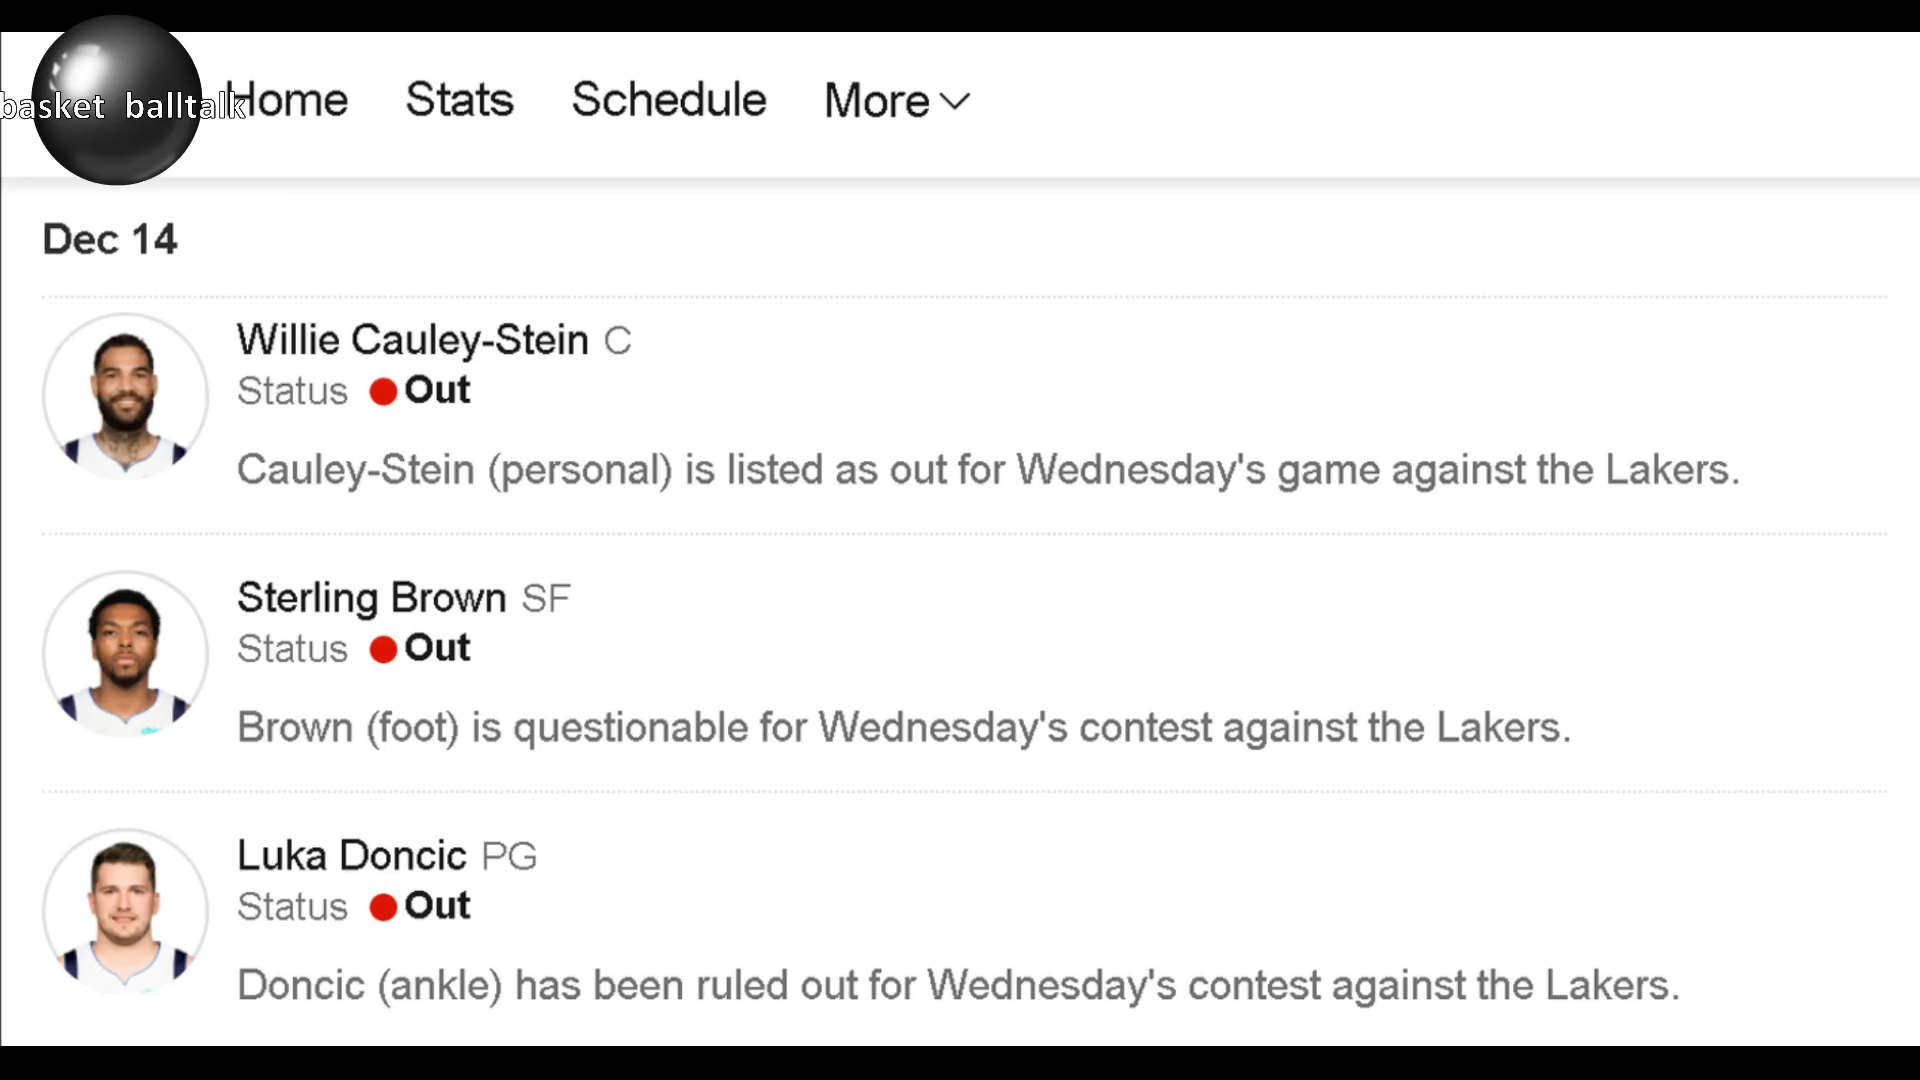 basket balltalk
Home Stats Schedule More
Dec 14
Willie Cauley-Stein C
Status Out
Cauley-Stein (personal) is listed as out for Wednesday's game against the Lakers.
Sterling Brown SF
Status Out
Brown (foot) is questionable for Wednesday's contest against the Lakers.
Luka Doncic PG
Status Out
Doncic (ankle) has been ruled out for Wednesday's contest against the Lakers.